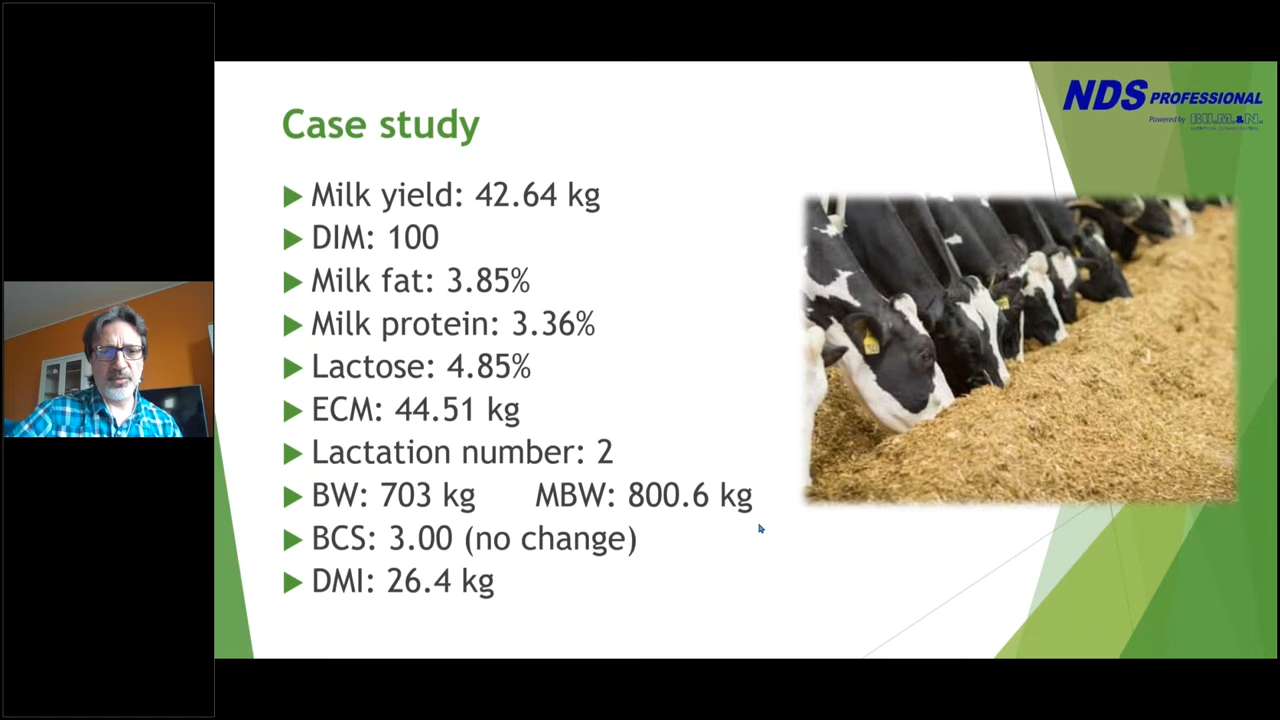 NDS PROFESSIONAL
Powered by R.U.M.&N.
Case study
Milk yield: 42.64 kg
DIM: 100
Milk fat: 3.85%
Milk protein: 3.36%
Lactose: 4.85%
ECM: 44.51 kg
Lactation number: 2
BW: 703 kg MBW: 800.6 kg
BCS: 3.00 (no change)
DMI: 26.4 kg